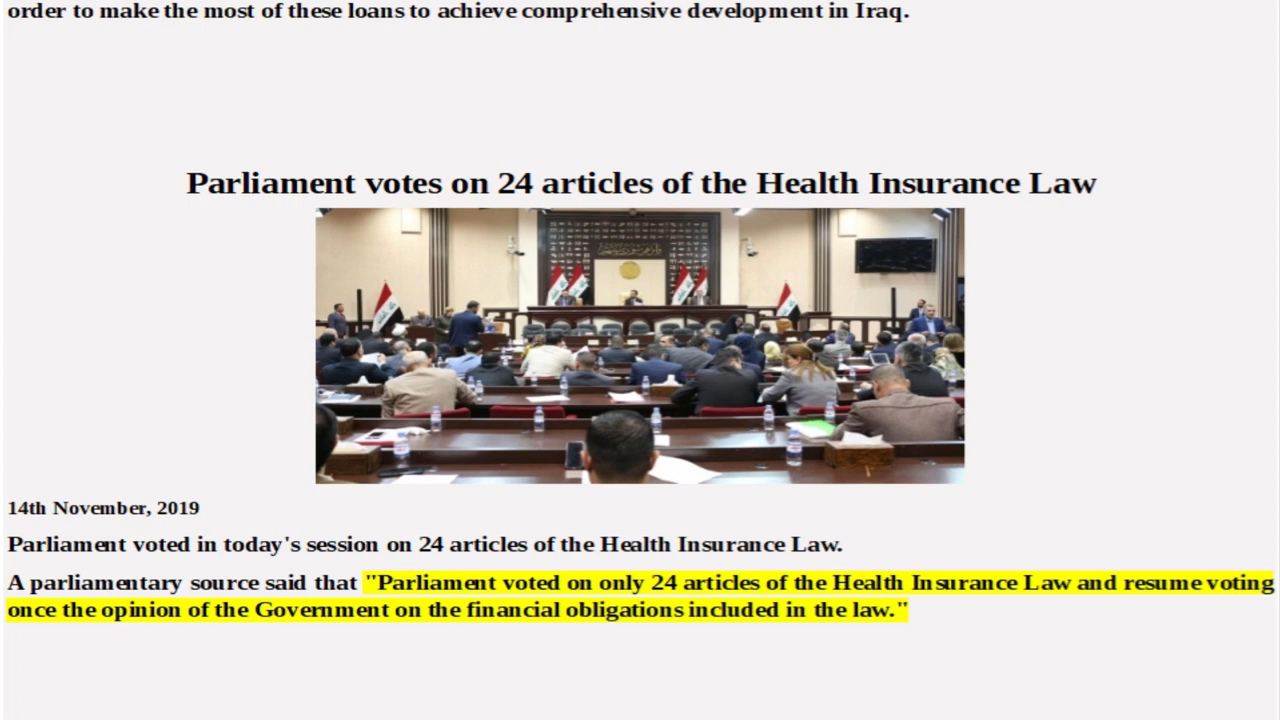 order to make the most of these loans to achieve comprehensive development in Iraq.
Parliament votes on 24 articles of the Health Insurance Law
14th November, 2019
Parliament voted in today's session on 24 articles of the Health Insurance Law.
A parliamentary source said that "Parliament voted on only 24 articles of the Health Insurance Law and resume voting
once the opinion of the Government on the financial obligations included in the law."